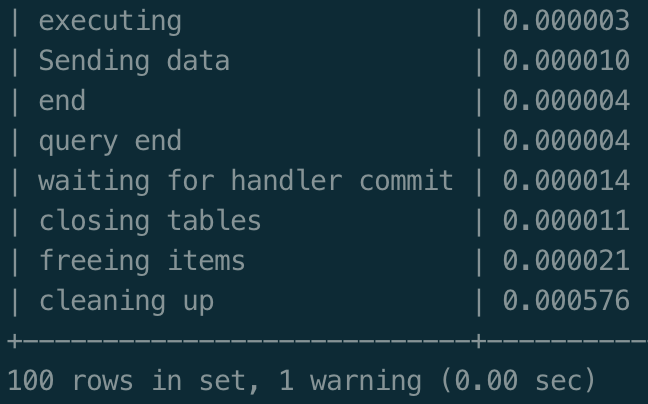 | executing                  | 0.000003
| Sending data               | 0.000010
| end                        | 0.000004
| query end                  | 0.000004
| waiting for handler commit | 0.000014
| closing tables             | 0.000011
| freeing items              | 0.000021
| cleaning up                | 0.000576
+----------------------------+----------
100 rows in set, 1 warning (0.00 sec)